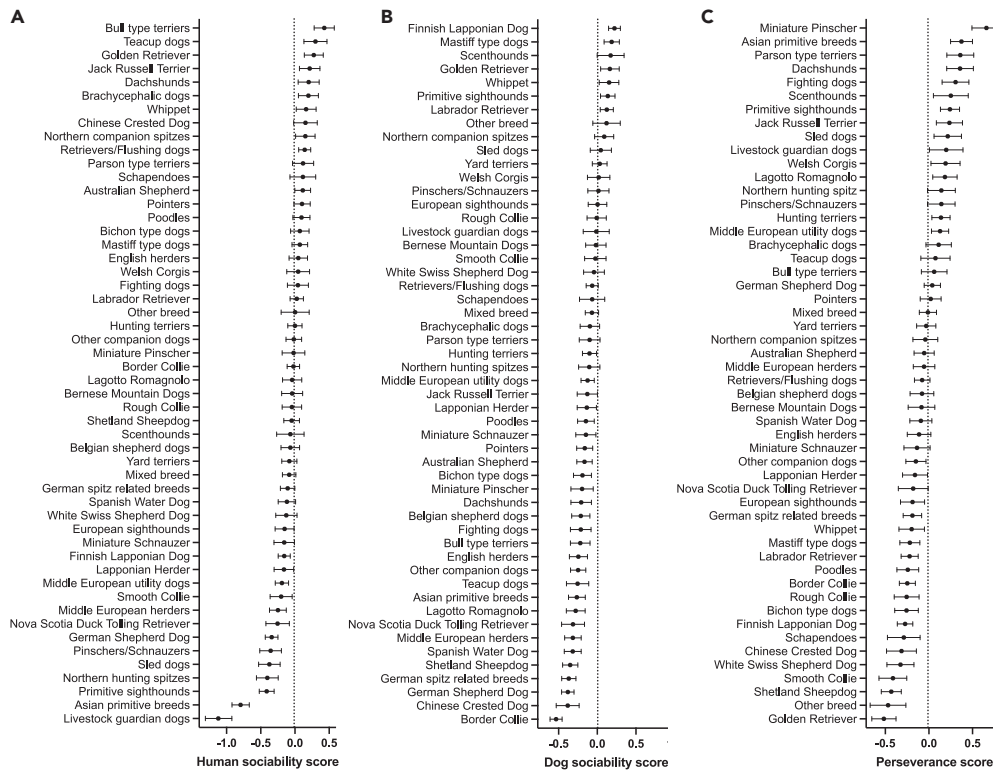 A
Bull type terriers
Teacup dogs
Golden Retriever
Jack Russell Terrier
Dachshunds
Brachycephalic dogs
Whippet
Chinese Crested Dog
Northern companion spitzes
Retrievers/Flushing dogs
Parson type terriers
Schapendoes
Australian Shepherd
Pointers
Poodles
Bichon type dogs
Mastiff type dogs
English herders
Welsh Corgis
Fighting dogs
Labrador Retriever
Other breed
Hunting terriers
Other companion dogs
Miniature Pinscher
Border Collie
Lagotto Romagnolo
Bernese Mountain Dogs
Rough Collie
Shetland Sheepdog
Scenthounds
Belgian shepherd dogs
Yard terriers
Mixed breed
German spitz related breeds
Spanish Water Dog
White Swiss Shepherd Dog
European sighthounds
Miniature Schnauzer
Finnish Lapponian Dog
Lapponian Herder
Middle European utility dogs
Smooth Collie
Middle European herders
Nova Scotia Duck Tolling Retriever
German Shepherd Dog
Pinschers/Schnauzers
Sled dogs
Northern hunting spitzes
Primitive sighthounds
Asian primitive breeds
Livestock guardian dogs
-1.0 -0.5 0.0 0.5
Human sociability score
B
Finnish Lapponian Dog
Mastiff type dogs
Scenthounds
Golden Retriever
Whippet
Primitive sighthounds
Labrador Retriever
Other breed
Northern companion spitzes
Sled dogs
Yard terriers
Welsh Corgis
Pinschers/Schnauzers
European sighthounds
Rough Collie
Livestock guardian dogs
Bernese Mountain Dogs
Smooth Collie
White Swiss Shepherd Dog
Retrievers/Flushing dogs
Schapendoes
Mixed breed
Brachycephalic dogs
Parson type terriers
Hunting terriers
Northern hunting spitzes
Middle European utility dogs
Jack Russell Terrier
Lapponian Herder
Poodles
Miniature Schnauzer
Pointers
Australian Shepherd
Bichon type dogs
Miniature Pinscher
Dachshunds
Belgian shepherd dogs
Fighting dogs
Bull type terriers
English herders
Other companion dogs
Teacup dogs
Asian primitive breeds
Lagotto Romagnolo
Nova Scotia Duck Tolling Retriever
Middle European herders
Spanish Water Dog
Shetland Sheepdog
German spitz related breeds
German Shepherd Dog
Chinese Crested Dog
Border Collie
-0.5 0.0 0.5
Dog sociability score
C
Miniature Pinscher
Asian primitive breeds
Parson type terriers
Dachshunds
Fighting dogs
Scenthounds
Primitive sighthounds
Jack Russell Terrier
Sled dogs
Livestock guardian dogs
Welsh Corgis
Lagotto Romagnolo
Northern hunting spitz
Pinschers/Schnauzers
Hunting terriers
Middle European utility dogs
Brachycephalic dogs
Teacup dogs
Bull type terriers
German Shepherd Dog
Pointers
Mixed breed
Yard terriers
Northern companion spitzes
Australian Shepherd
Middle European herders
Retrievers/Flushing dogs
Belgian shepherd dogs
Bernese Mountain Dogs
Spanish Water Dog
English herders
Miniature Schnauzer
Other companion dogs
Lapponian Herder
Nova Scotia Duck Tolling Retriever
European sighthounds
German spitz related breeds
Whippet
Mastiff type dogs
Labrador Retriever
Poodles
Border Collie
Rough Collie
Bichon type dogs
Finnish Lapponian Dog
Schapendoes
Chinese Crested Dog
White Swiss Shepherd Dog
Smooth Collie
Shetland Sheepdog
Other breed
Golden Retriever
-0.5 0.0 0.5
Perseverance score